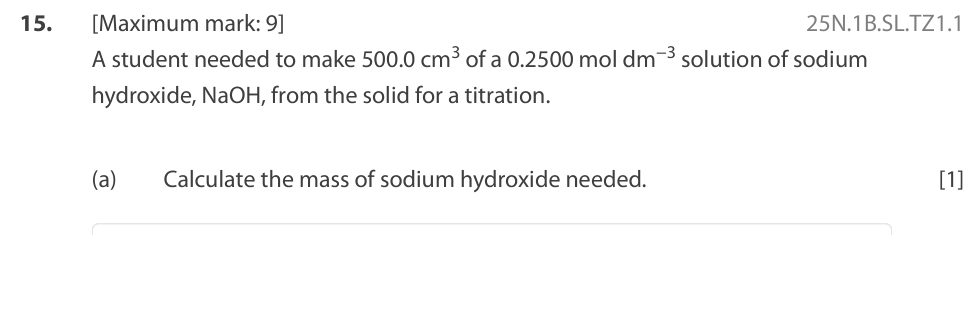 15. [Maximum mark: 9] 25N.1B.SL.TZ1.1
A student needed to make 500.0 cm³ of a 0.2500 mol dm⁻³ solution of sodium
hydroxide, NaOH, from the solid for a titration.
(a) Calculate the mass of sodium hydroxide needed. [1]